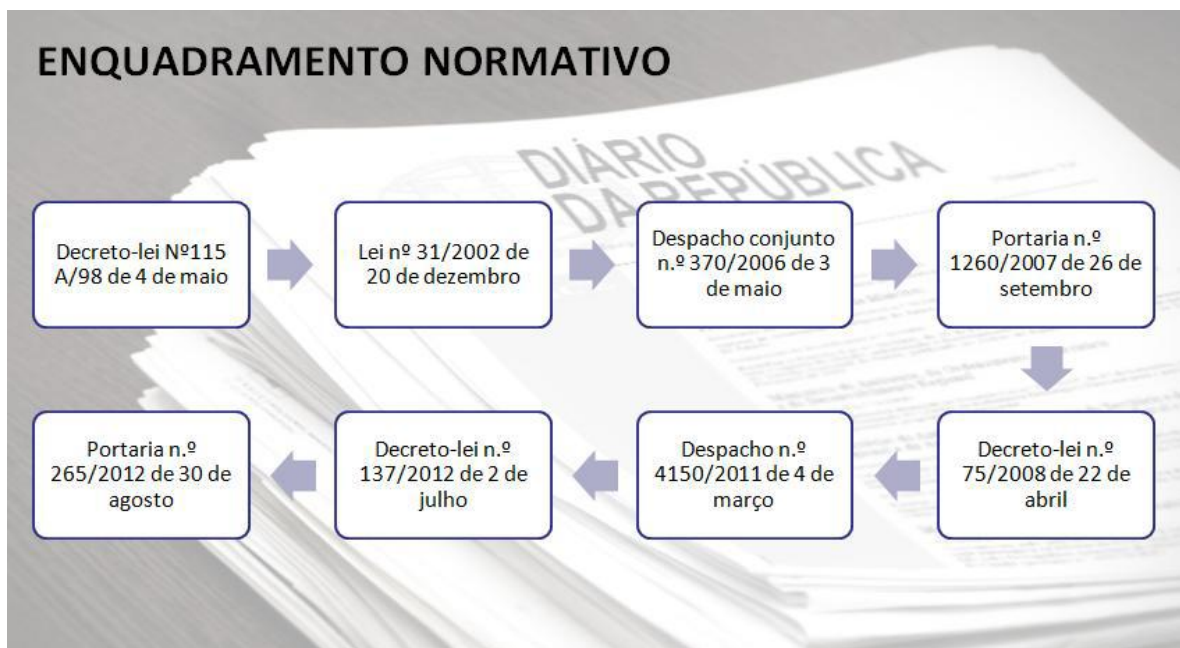 ENQUADRAMENTO NORMATIVO
DIÁRIO
DA REPÚBLICA
Decreto-lei Nº115
A/98 de 4 de maio
Lei nº 31/2002 de
20 de dezembro
Despacho conjunto
n.º 370/2006 de 3
de maio
Portaria n.º
1260/2007 de 26 de
setembro
Decreto-lei n.º
75/2008 de 22 de
abril
Despacho n.º
4150/2011 de 4 de
março
Decreto-lei n.º
137/2012 de 2 de
julho
Portaria n.º
265/2012 de 30 de
agosto